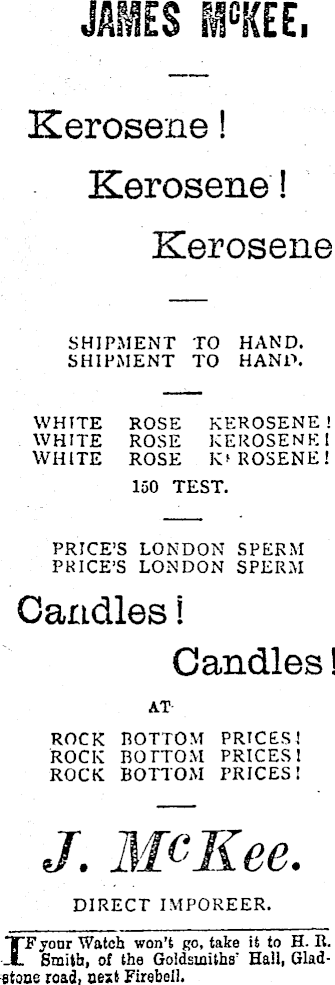 JAMES McKEE.
Kerosene!
Kerosene!
Kerosene
SHIPMENT TO HAND.
SHIPMENT TO HAND.
WHITE ROSE KEROSENE!
WHITE ROSE KEROSENE!
WHITE ROSE KEROSENE!
150 TEST.
PRICE'S LONDON SPERM
PRICE'S LONDON SPERM
Candles!
Candles!
AT
ROCK BOTTOM PRICES!
ROCK BOTTOM PRICES!
ROCK BOTTOM PRICES!
J. McKee.
DIRECT IMPOREER.
IF your Watch won't go, take it to H. R.
Smith, of the Goldsmiths' Hall, Glad-
stone road, next Firebell.